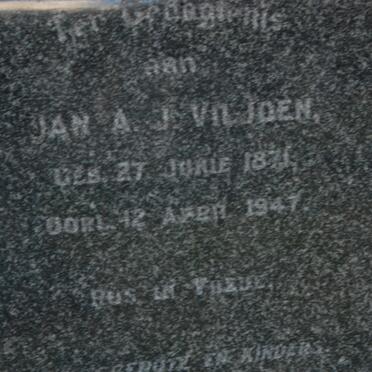 Ter Gedagtenis
aan
JAN A. J. VILJOEN,
GEB. 27 JUNIE 1871,
OORL. 12 APRIL 1947.
RUS IN VREDE.
EGGENOTE EN KINDERS.